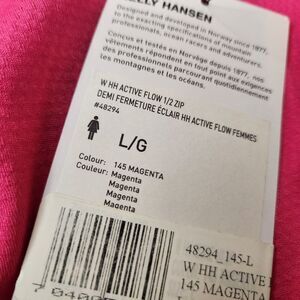 LLY HANSEN
Designed and developed in Norway since 1877,
to the exacting specifications of mountain
professionals, ocean racers and adventurers.
Conçus et testés en Norvège depuis 1877, nos
vêtements répondent en tout point aux exigences
des professionnels parcourant quotidiennement
les montagnes et les océans.
W HH ACTIVE FLOW 1/2 ZIP
DEMI FERMETURE ÉCLAIR HH ACTIVE FLOW FEMMES
#48294
L/G
Colour: 145 MAGENTA
Couleur: Magenta
Magenta
Magenta
Magenta
48294_145-L
W HH ACTIVE
145 MAGENTA